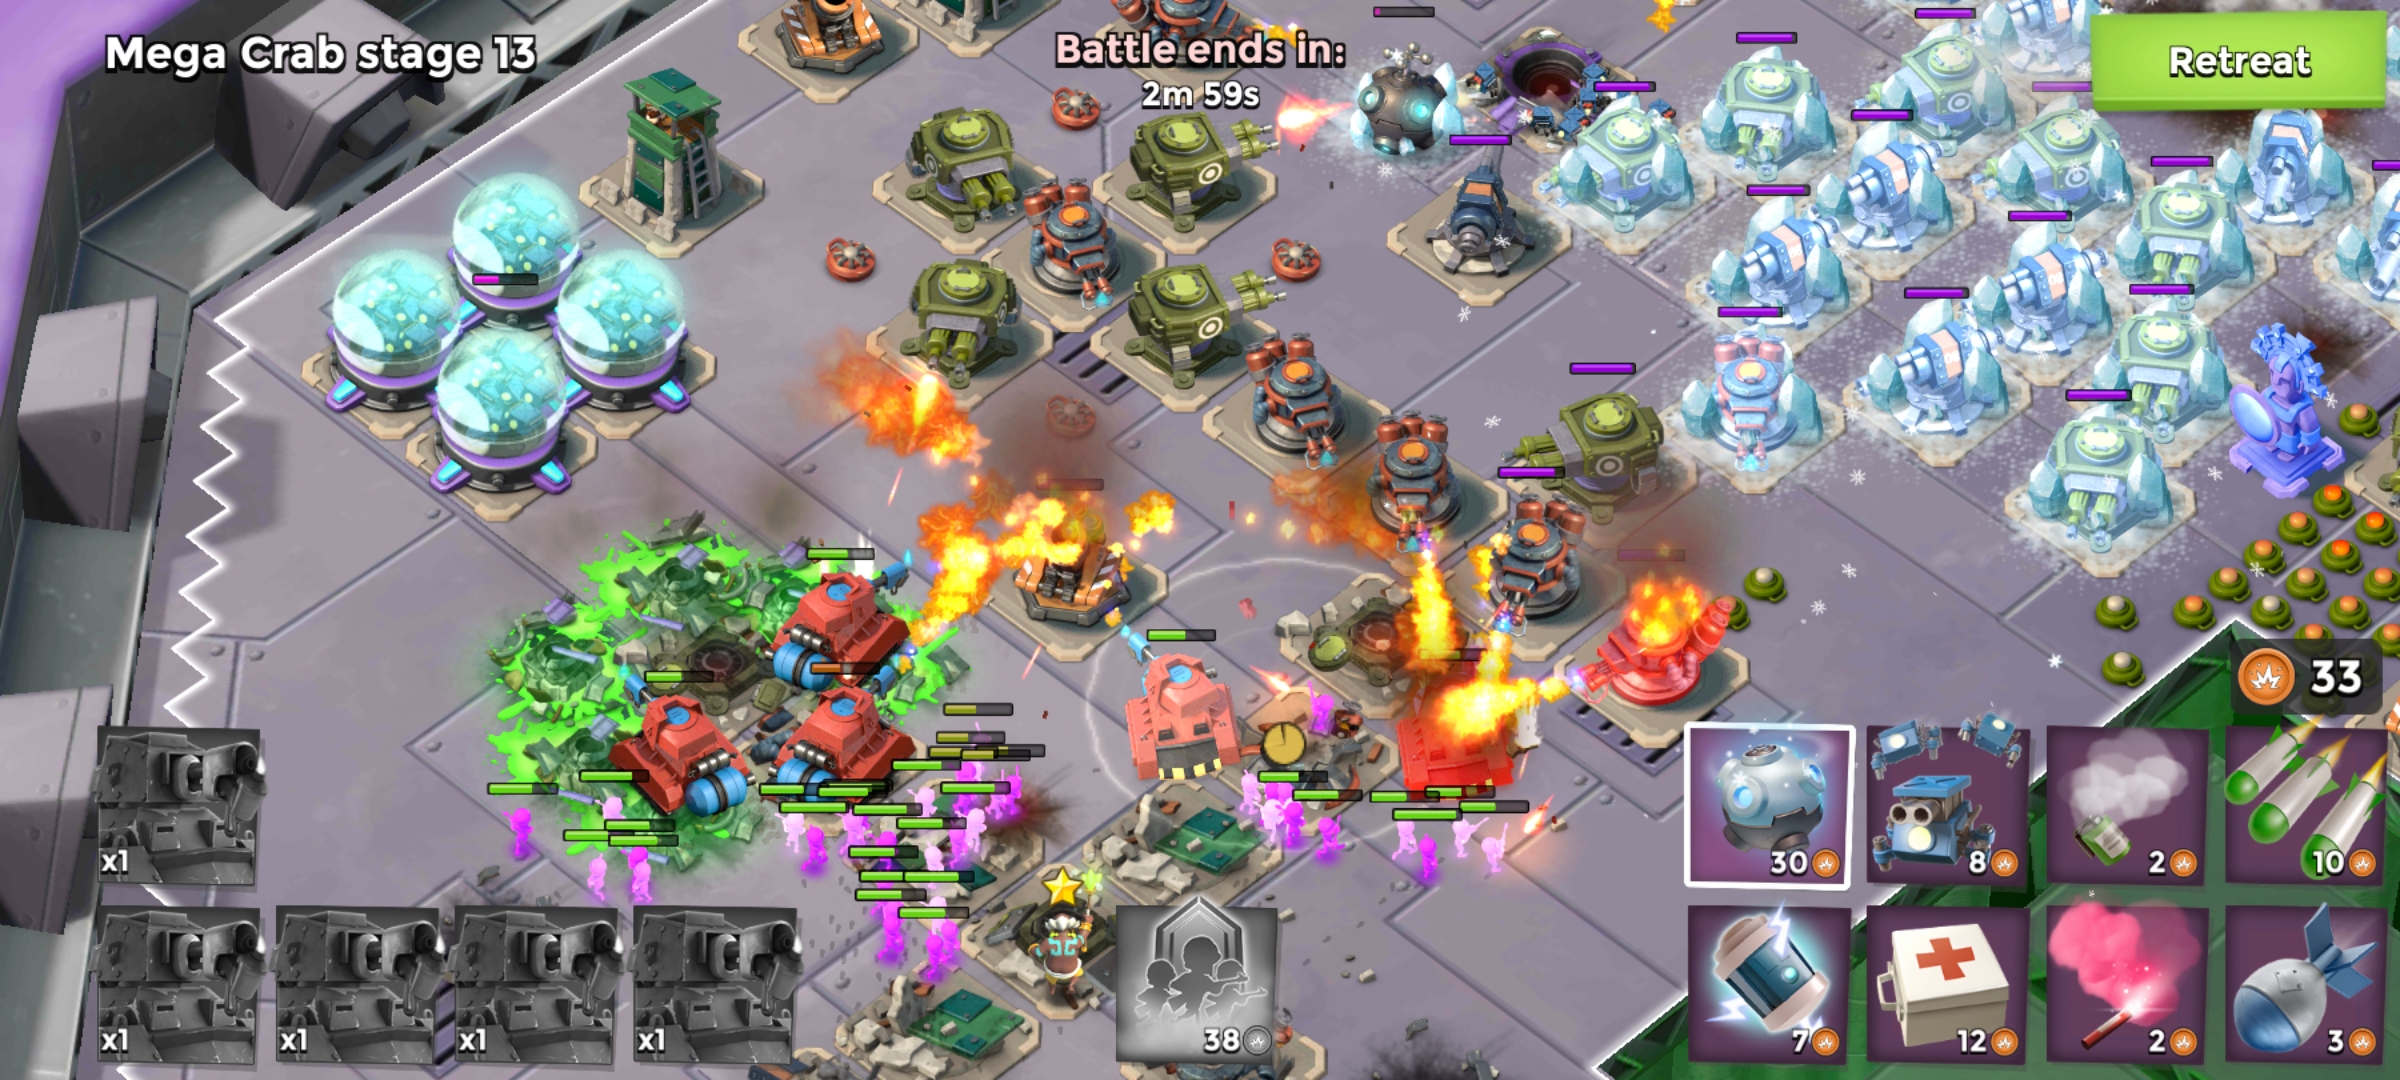 Mega Crab stage 13
Battle ends in:
2m 59s
Retreat
33
x1
30
8
2
10
x1
x1
x1
x1
38
7
12
2
3